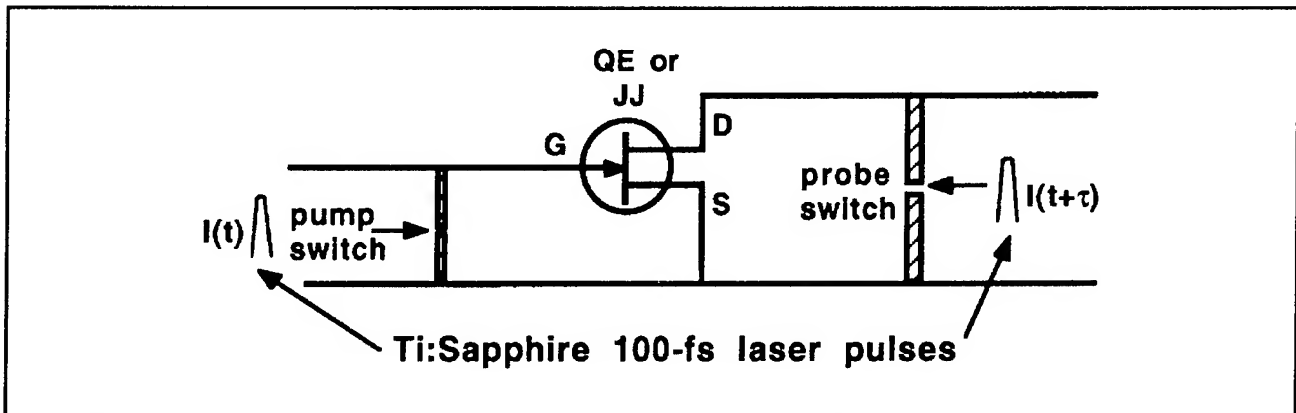 QE or
JJ
G
D
S
I(t)
pump
switch
probe
switch
I(t+τ)
Ti:Sapphire 100-fs laser pulses